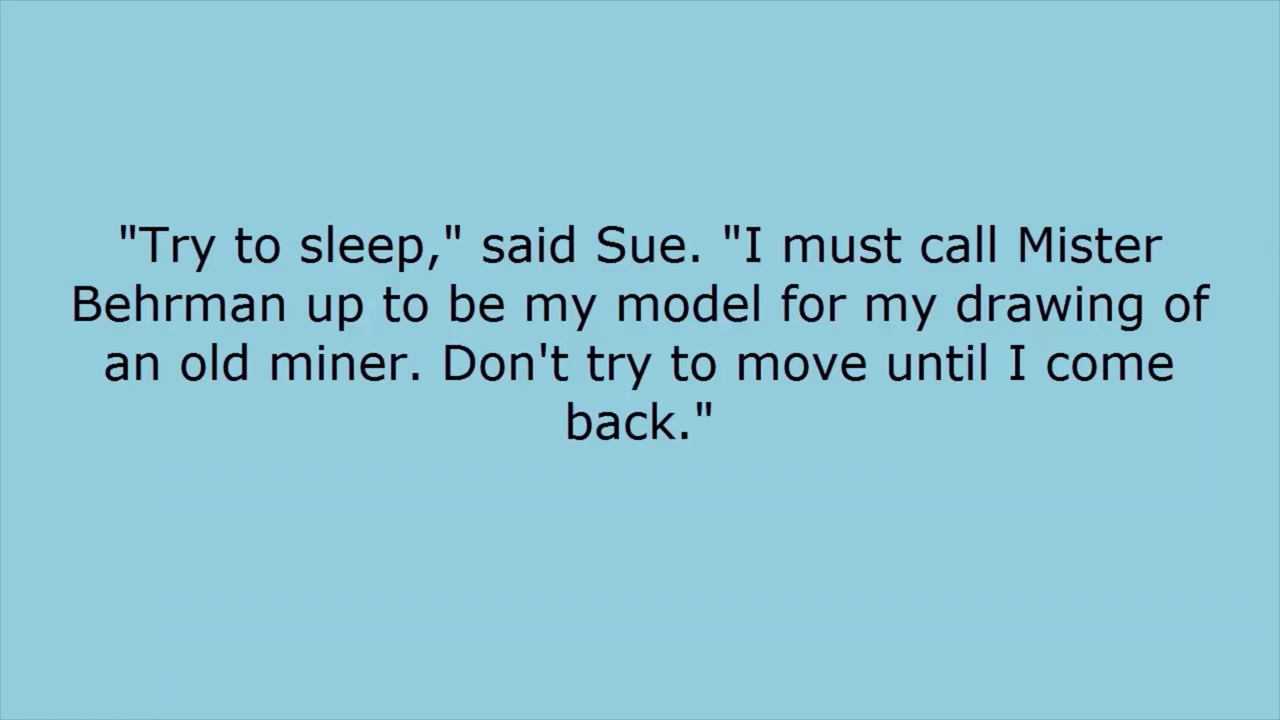 "Try to sleep," said Sue. "I must call Mister
Behrman up to be my model for my drawing of
an old miner. Don't try to move until I come
back."